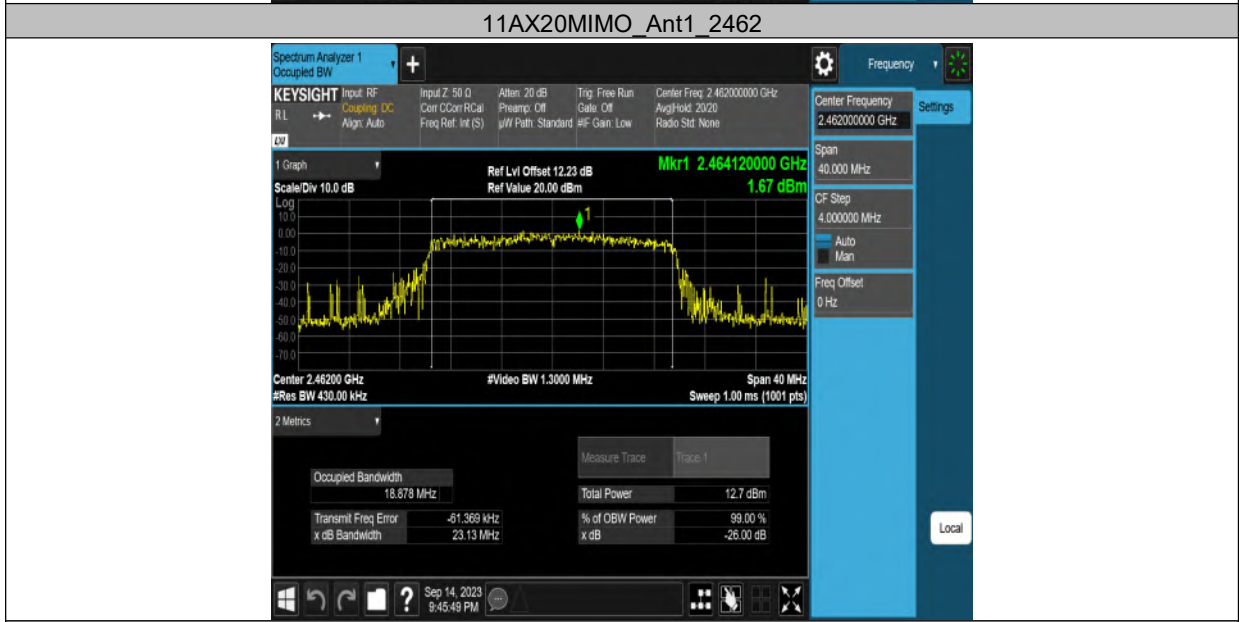 11AX20MIMO_Ant1_2462
Spectrum Analyzer 1
Occupied BW
+
Frequency
KEYSIGHT
R L
LXI
Input: RF
Coupling: DC
Align: Auto
Input Z: 50 Ω
Corr CCorr RCal
Freq Ref: Int (S)
Atten: 20 dB
Preamp: Off
µW Path: Standard
Trig: Free Run
Gate: Off
#IF Gain: Low
Center Freq: 2.462000000 GHz
Avg|Hold: 20/20
Radio Std: None
Center Frequency
2.462000000 GHz
Settings
Span
40.000 MHz
CF Step
4.000000 MHz
Auto
Man
Freq Offset
0 Hz
1 Graph
Scale/Div 10.0 dB
Ref Lvl Offset 12.23 dB
Ref Value 20.00 dBm
Mkr1 2.464120000 GHz
1.67 dBm
Log
10.0
0.00
-10.0
-20.0
-30.0
-40.0
-50.0
-60.0
-70.0
1
Center 2.46200 GHz
#Res BW 430.00 kHz
#Video BW 1.3000 MHz
Span 40 MHz
Sweep 1.00 ms (1001 pts)
2 Metrics
Measure Trace Trace 1
Occupied Bandwidth
18.878 MHz
Total Power 12.7 dBm
Transmit Freq Error -61.369 kHz
% of OBW Power 99.00 %
x dB Bandwidth 23.13 MHz
x dB -26.00 dB
Local
?
Sep 14, 2023
9:45:49 PM